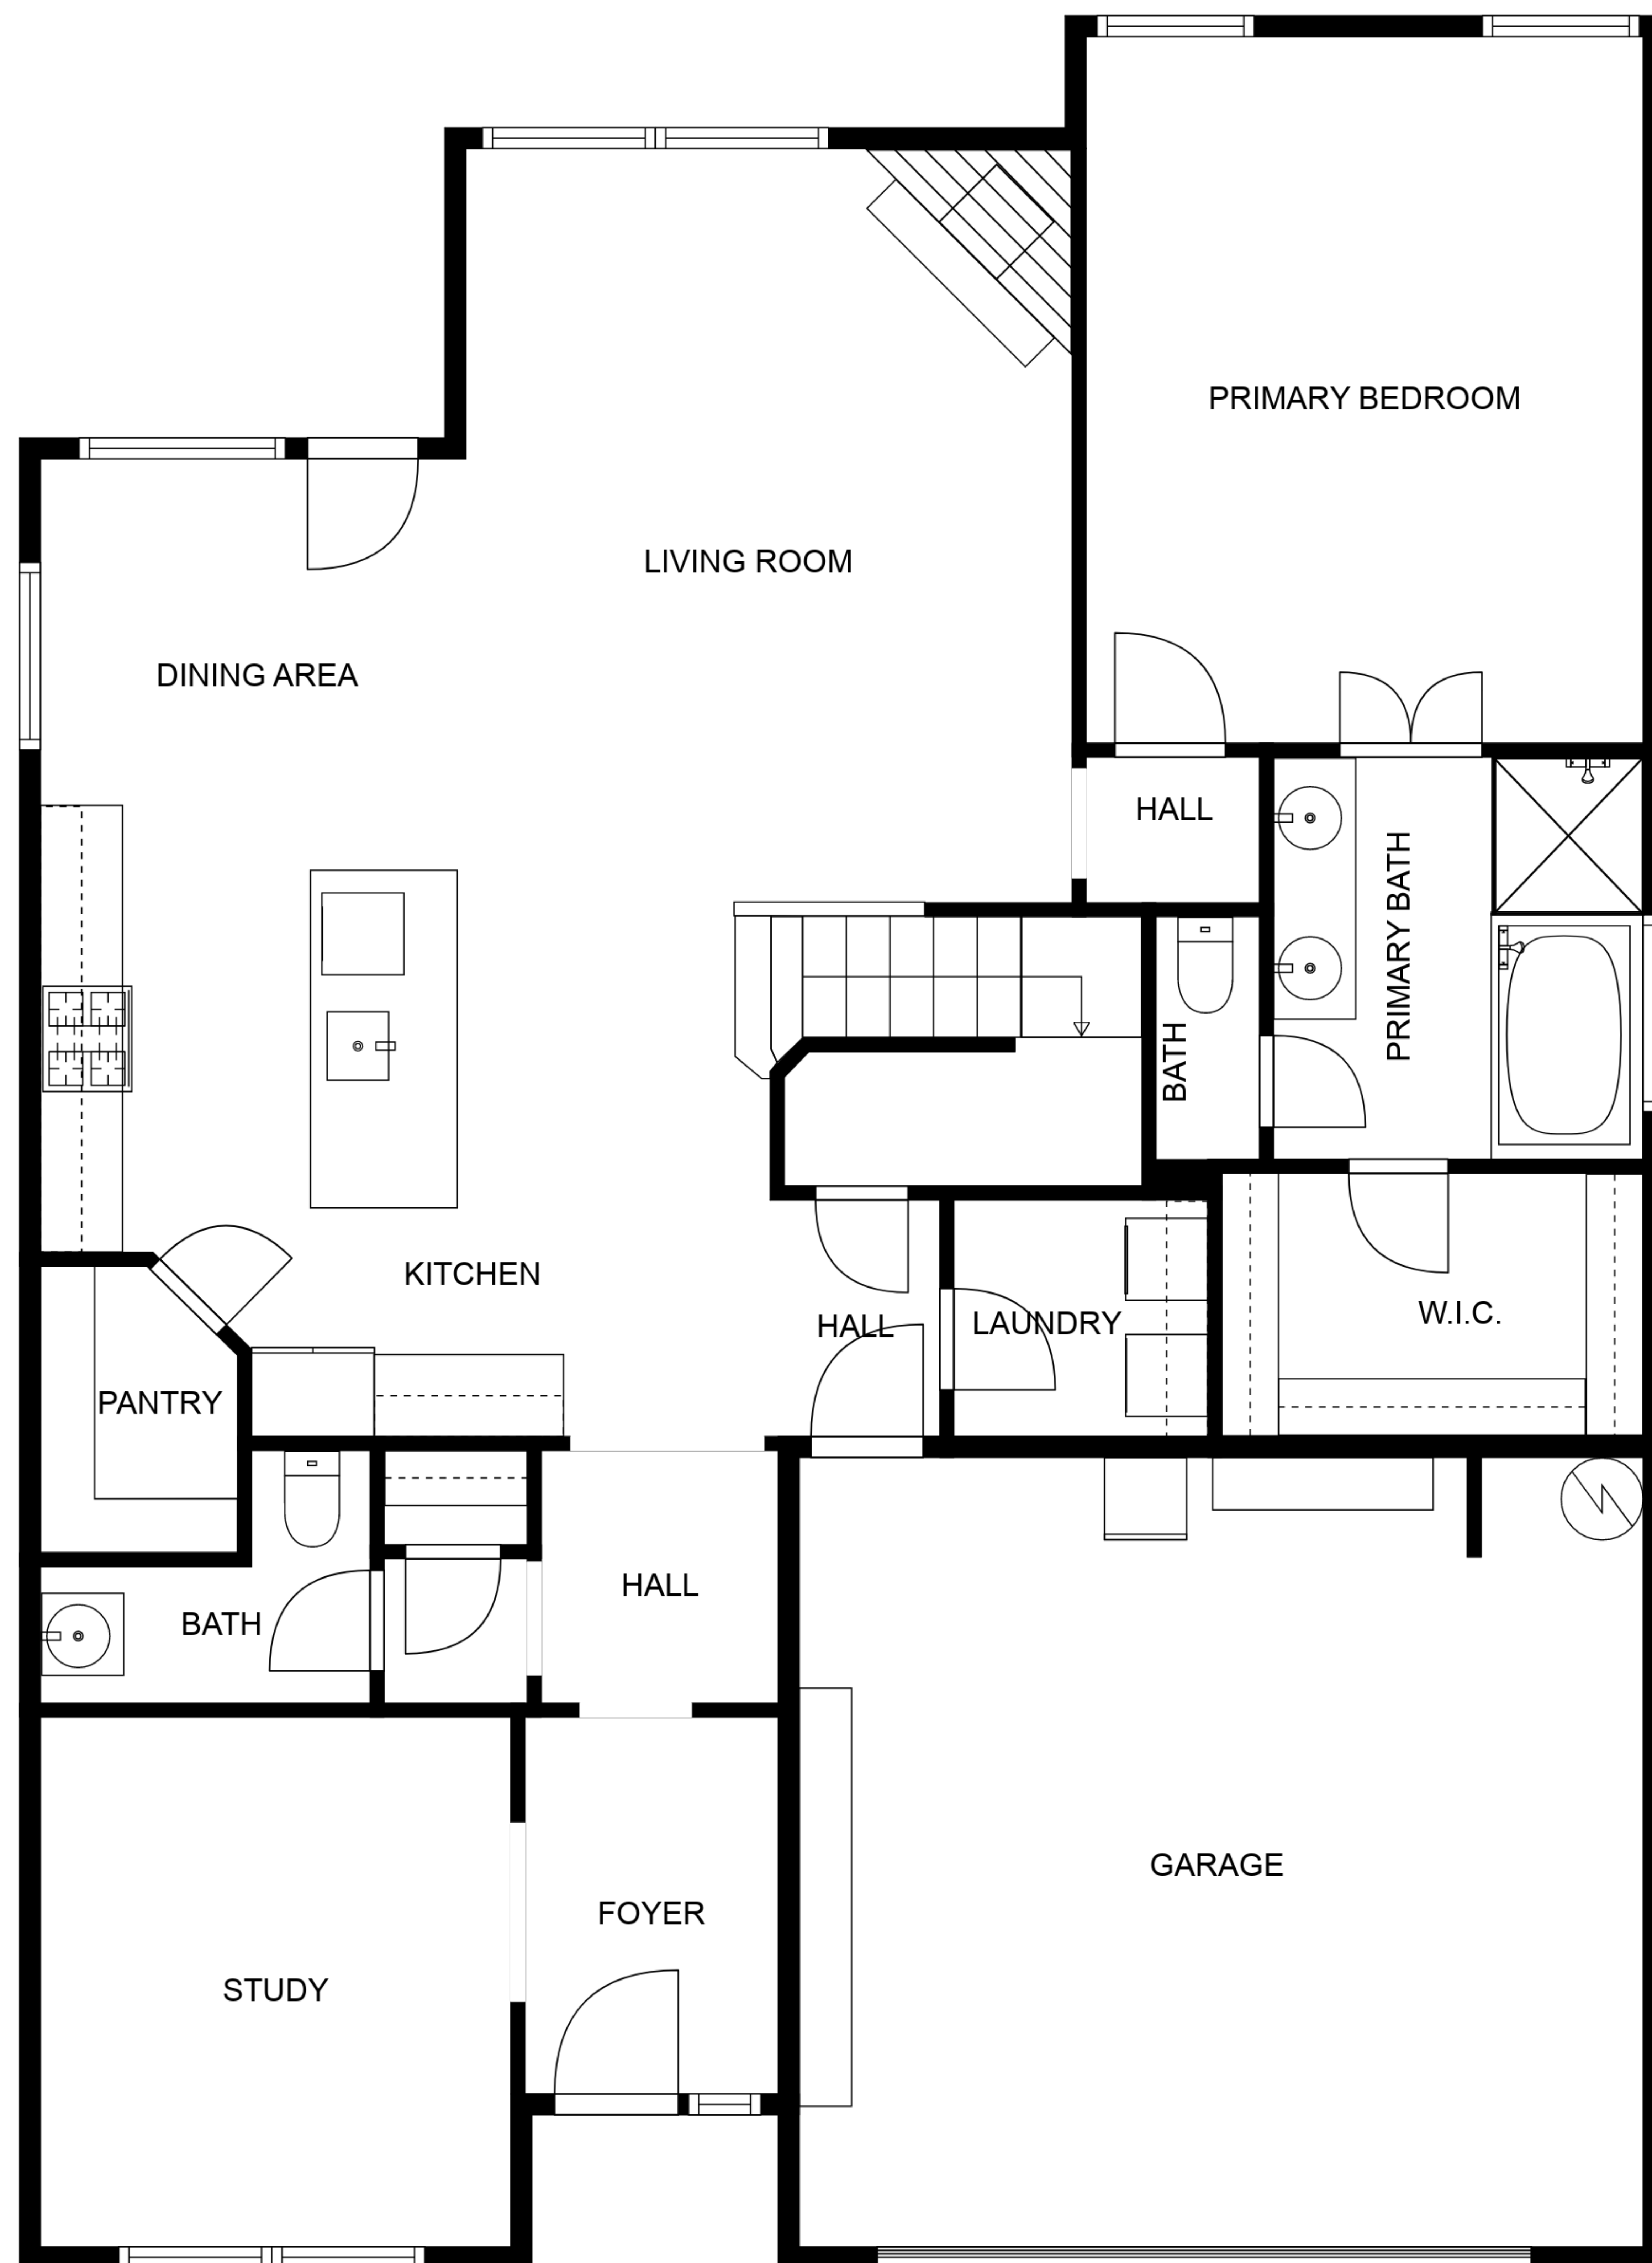 PRIMARY BEDROOM
LIVING ROOM
DINING AREA
HALL
PRIMARY BATH
BATH
KITCHEN
HALL
LAUNDRY
W.I.C.
PANTRY
HALL
BATH
GARAGE
FOYER
STUDY